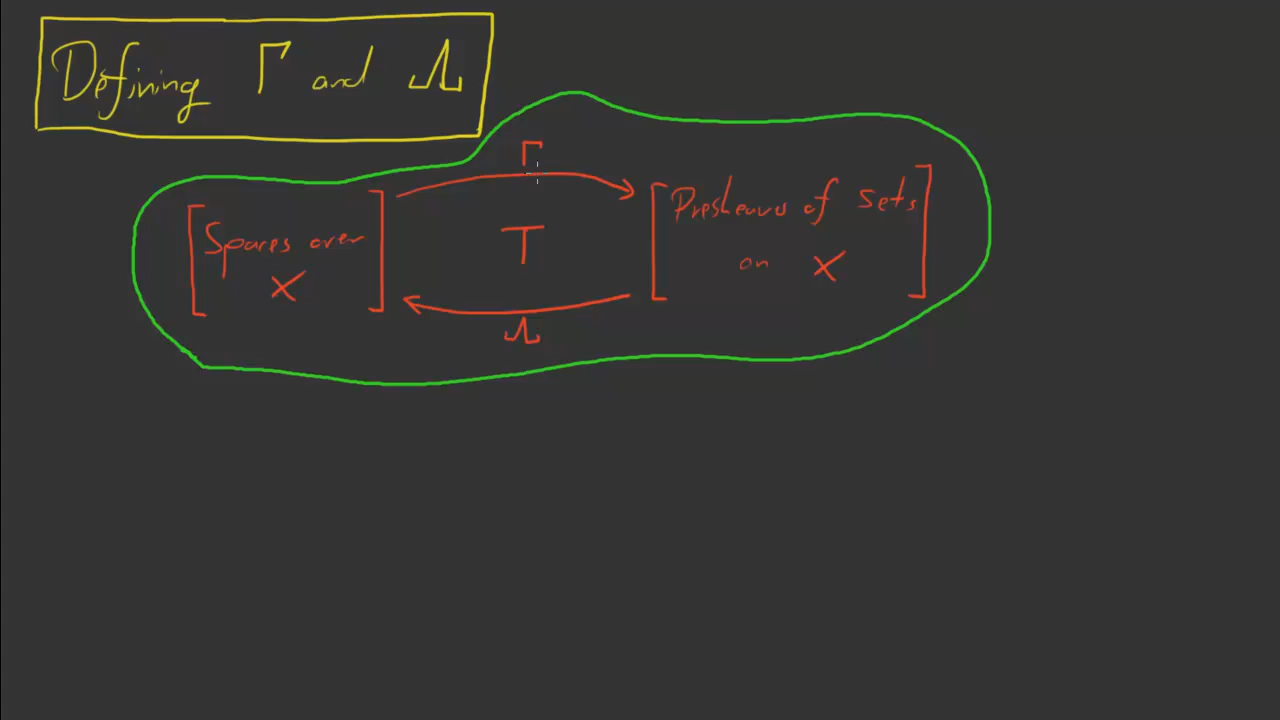 Defining Γ and Λ
Γ
Spaces over
X
T
Presheaves of sets
on X
Λ